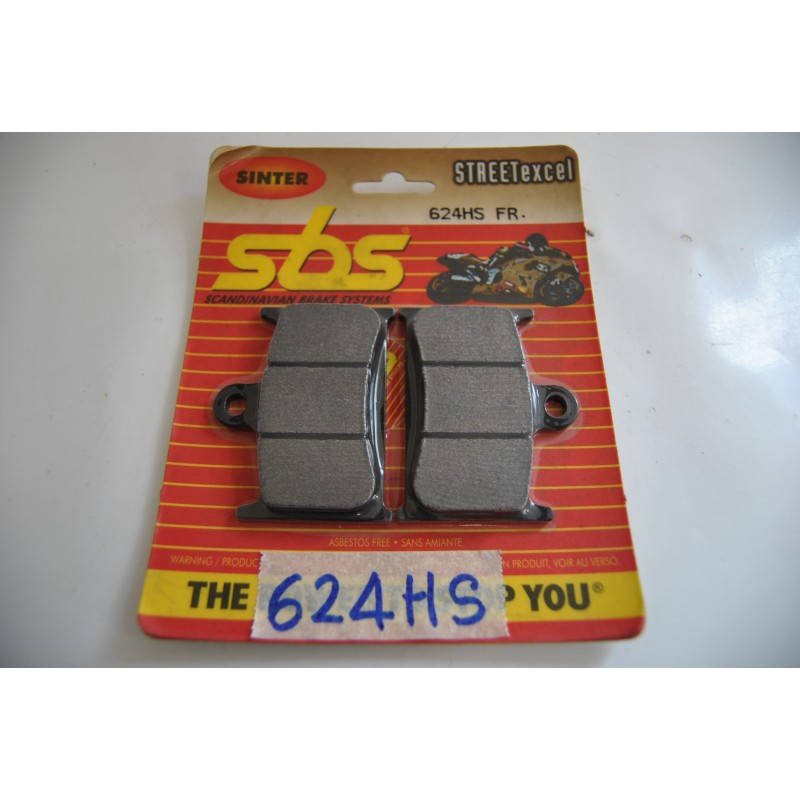 SINTER
STREETexcel
624HS FR.
sbs®
SCANDINAVIAN BRAKE SYSTEMS
ASBESTOS FREE • SANS AMIANTE
WARNING / PRODUC N PRODUIT, VOIR AU VERSO.
THE P YOU®
624HS